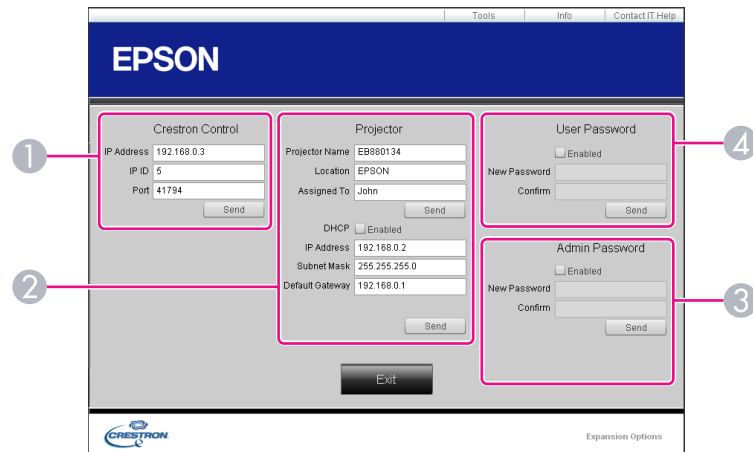 Tools Info Contact IT Help
EPSON
1
Crestron Control
IP Address 192.168.0.3
IP ID 5
Port 41794
Send
2
Projector
Projector Name EB880134
Location EPSON
Assigned To John
Send
DHCP Enabled
IP Address 192.168.0.2
Subnet Mask 255.255.255.0
Default Gateway 192.168.0.1
Send
4
User Password
Enabled
New Password
Confirm
Send
3
Admin Password
Enabled
New Password
Confirm
Send
Exit
CRESTRON
Expansion Options